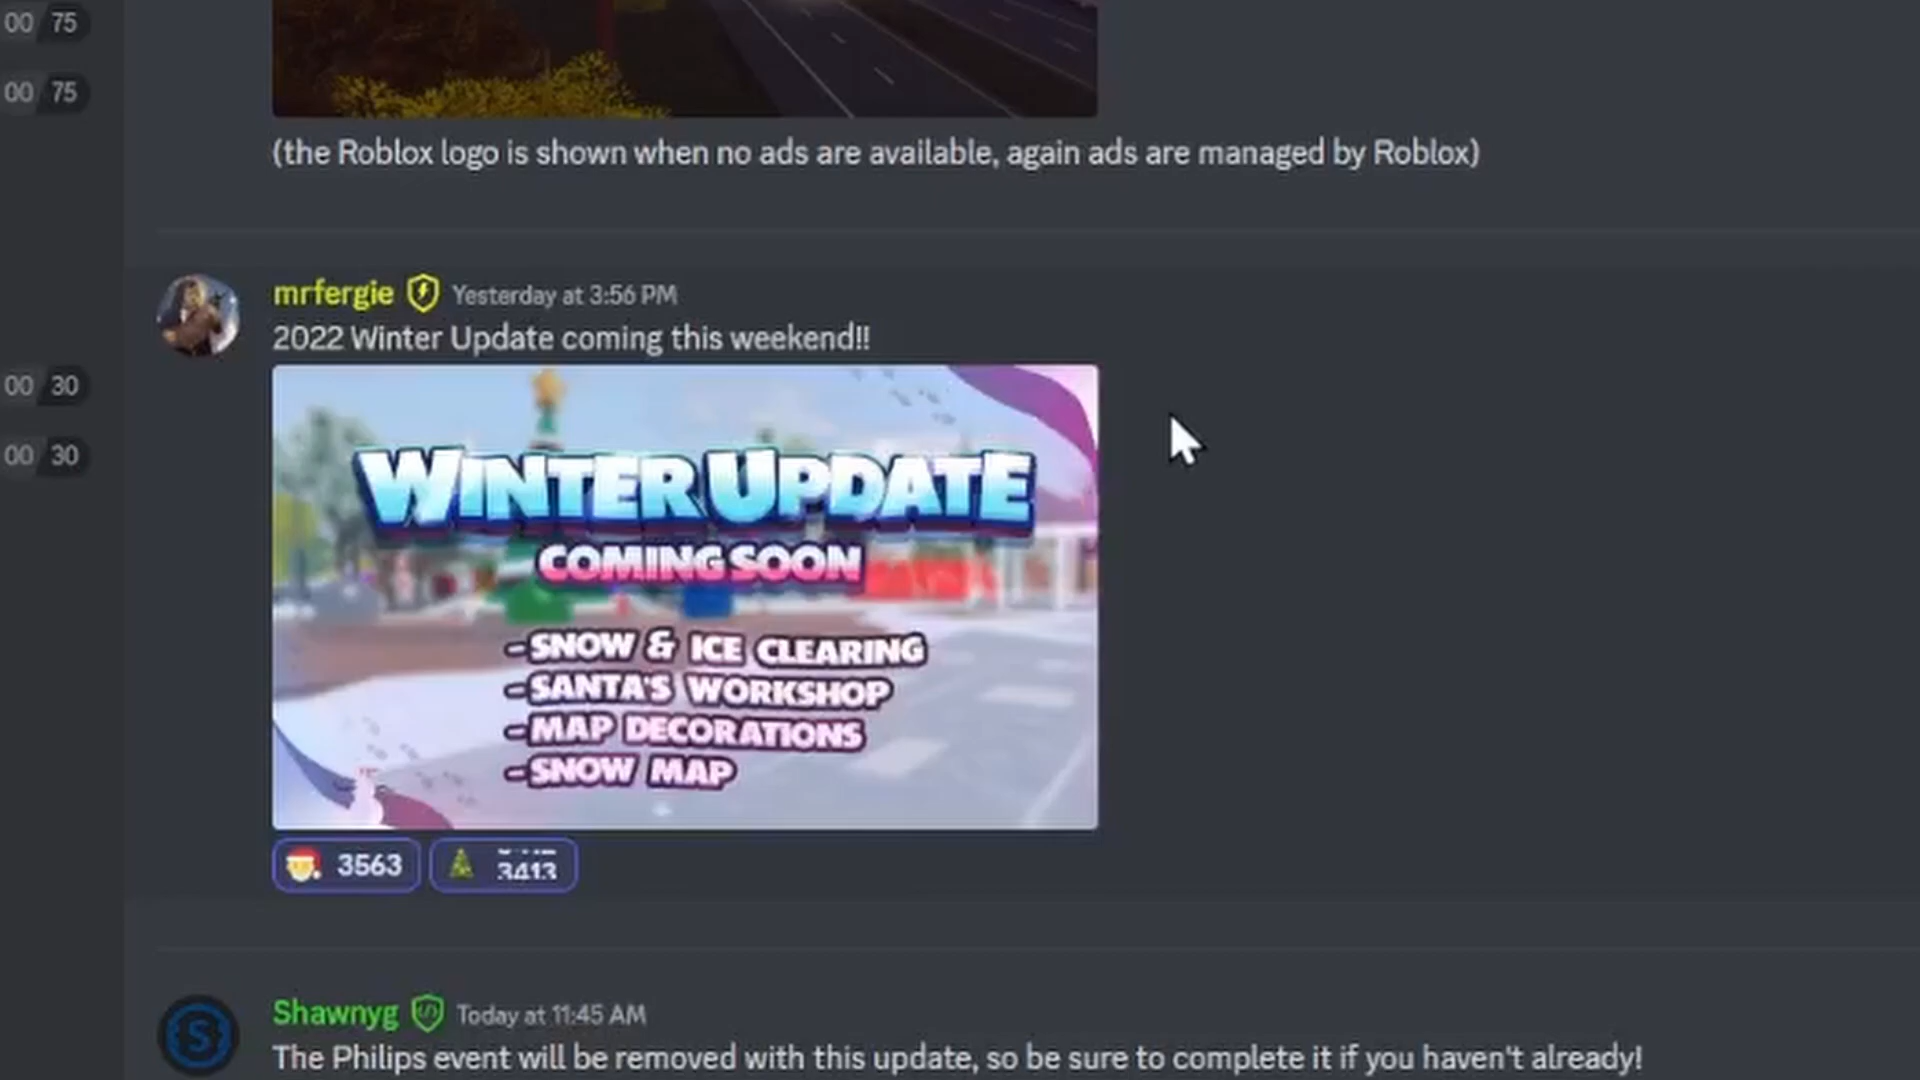 00 75
00 75
(the Roblox logo is shown when no ads are available, again ads are managed by Roblox)
mrfergie Yesterday at 3:56 PM
2022 Winter Update coming this weekend!!
00 30
00 30
WINTER UPDATE
COMING SOON
-SNOW & ICE CLEARING
-SANTA'S WORKSHOP
-MAP DECORATIONS
-SNOW MAP
3563 3413
Shawnyg Today at 11:45 AM
The Philips event will be removed with this update, so be sure to complete it if you haven't already!